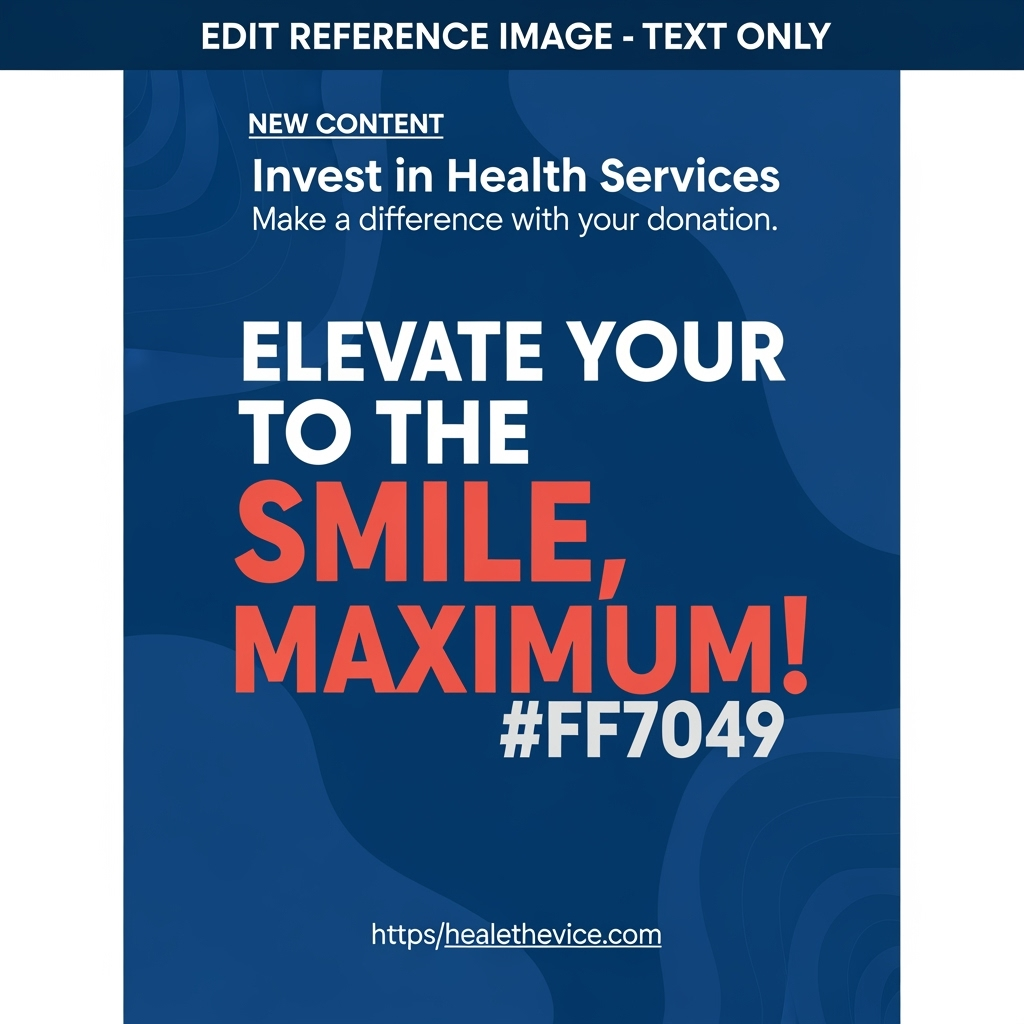 EDIT REFERENCE IMAGE - TEXT ONLY
NEW CONTENT
Invest in Health Services
Make a difference with your donation.
ELEVATE YOUR
TO THE
SMILE,
MAXIMUM!
#FF7049
https/healethevice.com